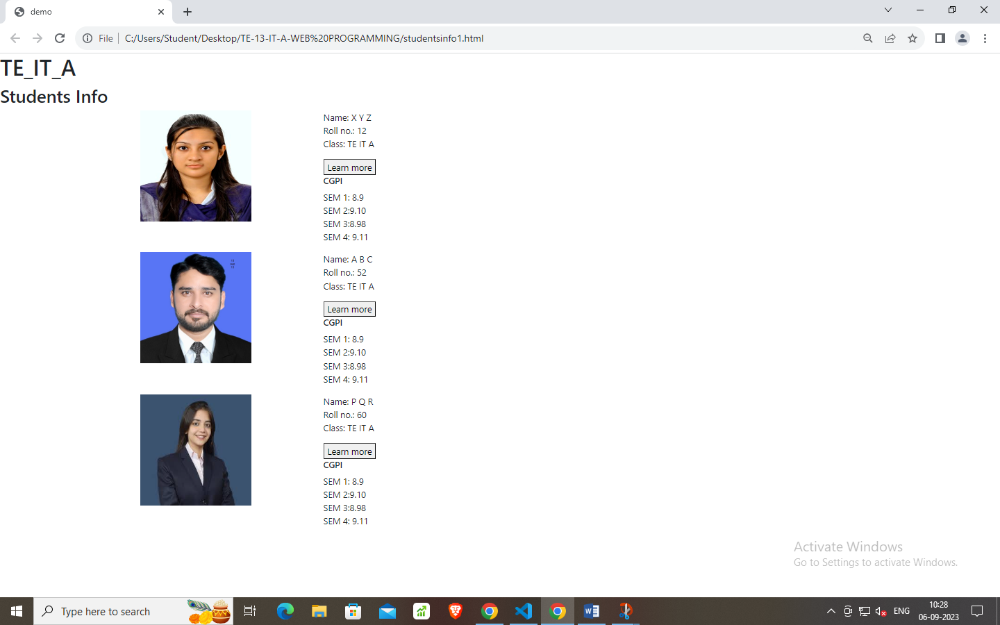 demo
File
C:/Users/Student/Desktop/TE-13-IT-A-WEB%20PROGRAMMING/studentsinfo1.html
TE_IT_A
Students Info
Name: X Y Z
Roll no.: 12
Class: TE IT A
Learn more
CGPI
SEM 1: 8.9
SEM 2:9.10
SEM 3:8.98
SEM 4: 9.11
Name: A B C
Roll no.: 52
Class: TE IT A
Learn more
CGPI
SEM 1: 8.9
SEM 2:9.10
SEM 3:8.98
SEM 4: 9.11
Name: P Q R
Roll no.: 60
Class: TE IT A
Learn more
CGPI
SEM 1: 8.9
SEM 2:9.10
SEM 3:8.98
SEM 4: 9.11
Activate Windows
Go to Settings to activate Windows.
Type here to search
ENG
10:28
06-09-2023